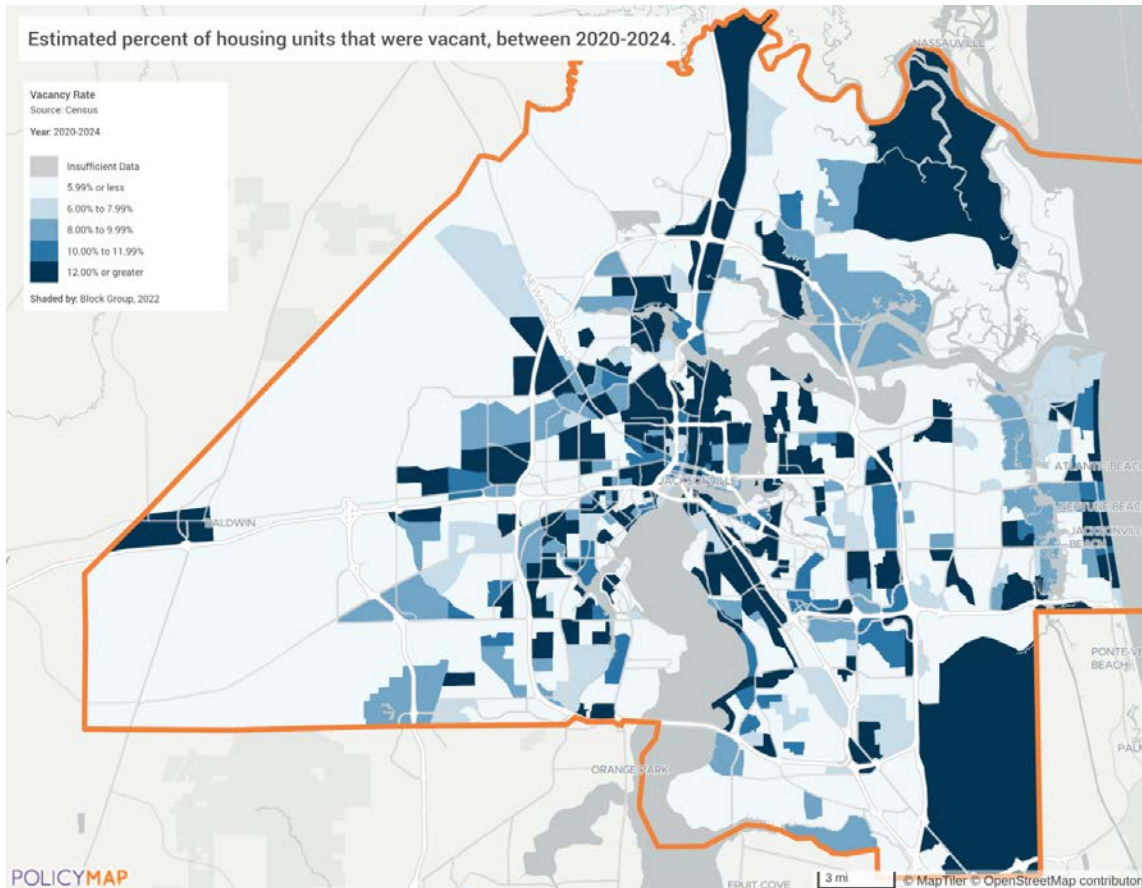 Estimated percent of housing units that were vacant, between 2020-2024.
NASSAUVILLE
Vacancy Rate
Source: Census
Year: 2020-2024
Insufficient Data
5.99% or less
6.00% to 7.99%
8.00% to 9.99%
10.00% to 11.99%
12.00% or greater
Shaded by: Block Group, 2022
ATLANTIC BEACH
JACKSONVILLE
NEPTUNE BEACH
BALDWIN
JACKSONVILLE
BEACH
PONTE VE
BEACH
PALM
ORANGE PARK
POLICYMAP
FRUIT COVE
3 mi
© MapTiler © OpenStreetMap contributor